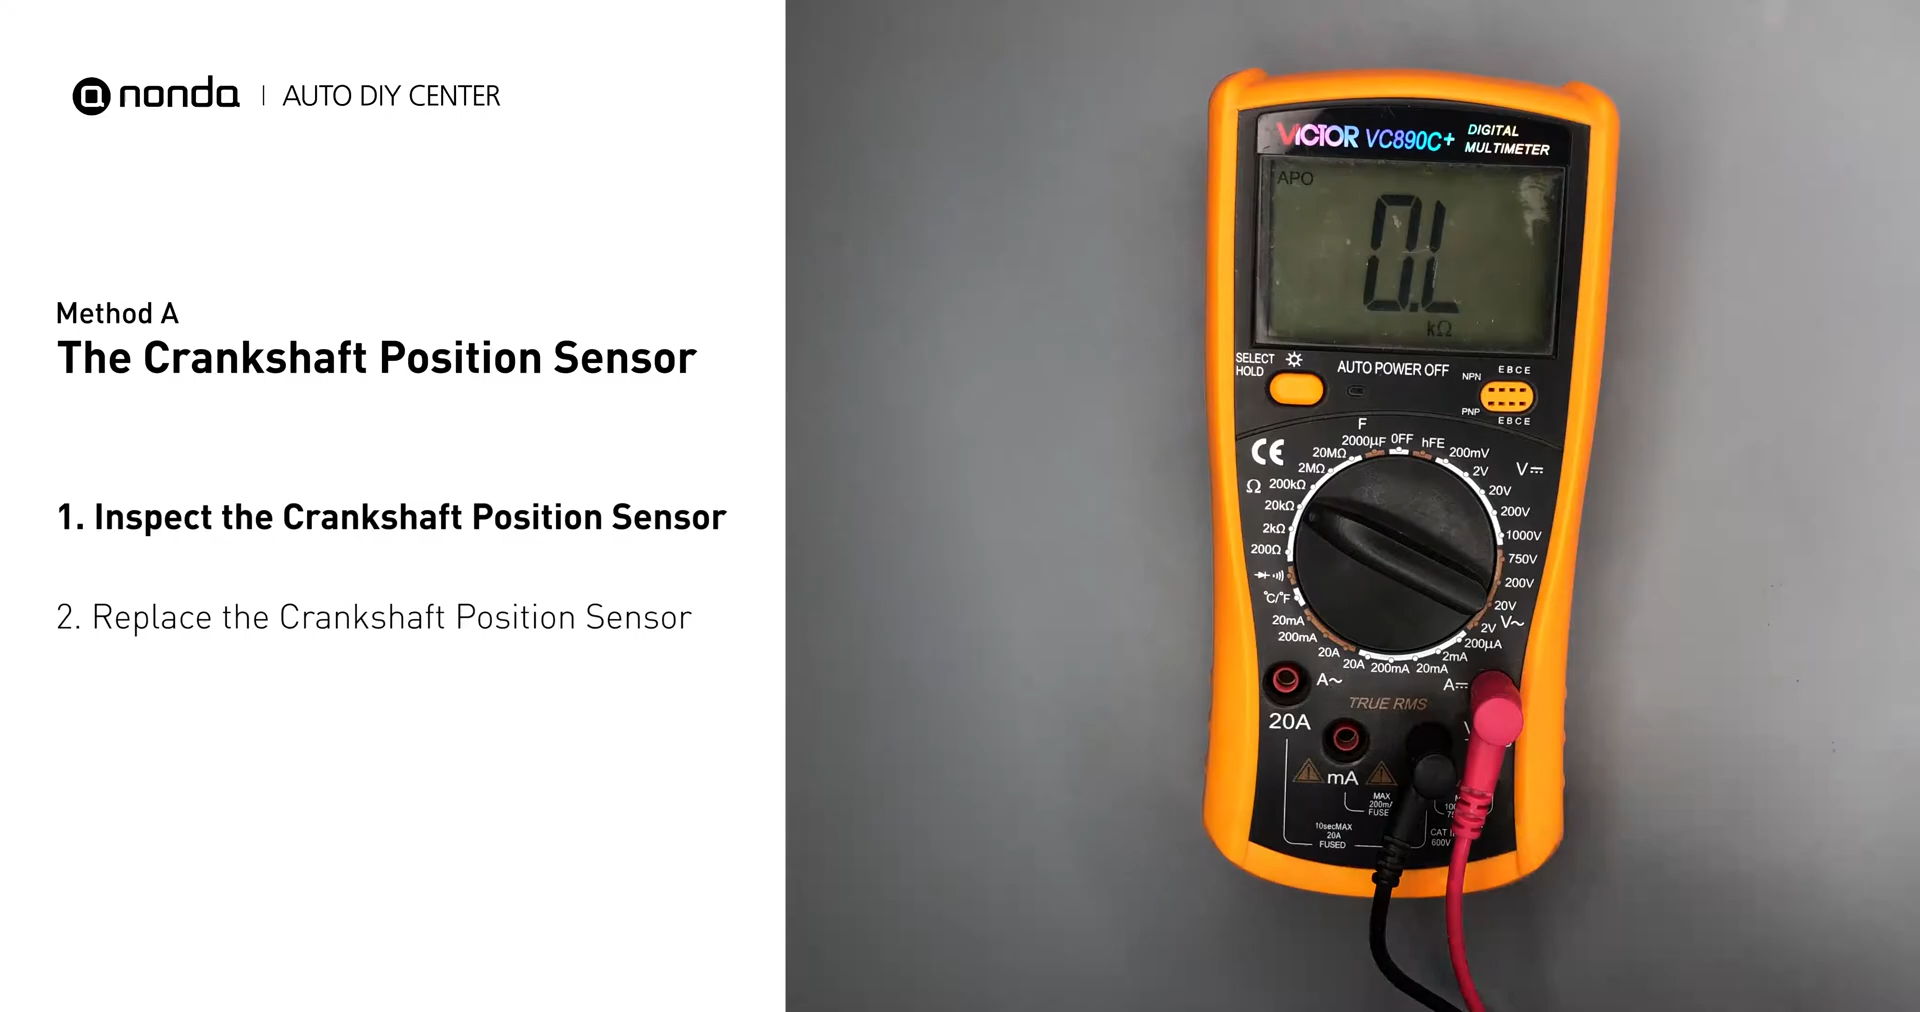 nonda | AUTO DIY CENTER
Method A
The Crankshaft Position Sensor
1. Inspect the Crankshaft Position Sensor
2. Replace the Crankshaft Position Sensor
VICTOR VC890C+ DIGITAL MULTIMETER
APO
0.L
kΩ
SELECT
HOLD
AUTO POWER OFF
NPN
EBCE
PNP
EBCE
F
2000µF
OFF
hFE
200mV
2V
V
20V
200V
1000V
750V
200V
20V
2V
V~
200µA
2mA
20mA
200mA
20A
A
20A
200mA
20mA
A~
°C/°F
200Ω
2kΩ
20kΩ
200kΩ
Ω
2MΩ
20MΩ
CE
TRUE RMS
20A
mA
MAX
200mA
FUSE
10secMAX
20A
FUSED
CAT
600V